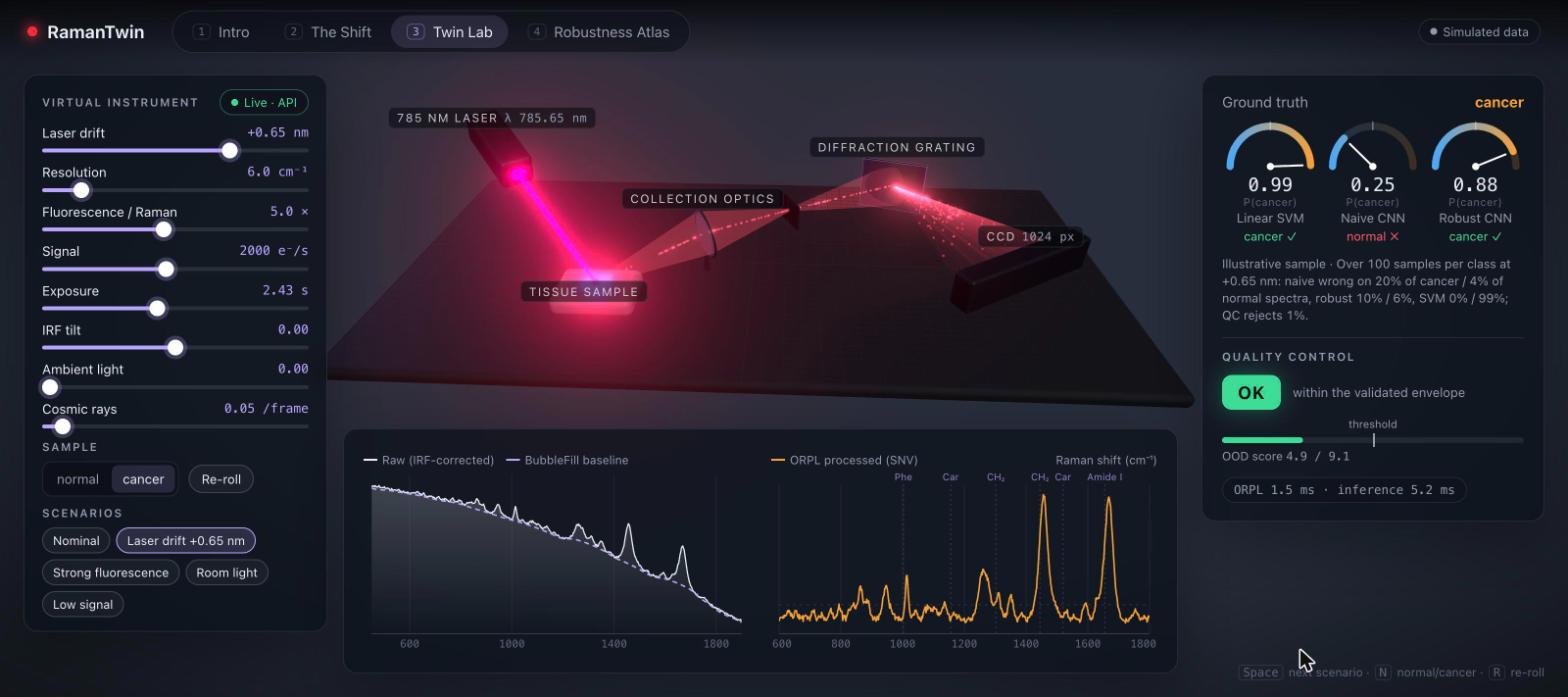 RamanTwin
1 Intro
2 The Shift
3 Twin Lab
4 Robustness Atlas
Simulated data
VIRTUAL INSTRUMENT
Live · API
Laser drift +0.65 nm
Resolution 6.0 cm⁻¹
Fluorescence / Raman 5.0 ×
Signal 2000 e⁻/s
Exposure 2.43 s
IRF tilt 0.00
Ambient light 0.00
Cosmic rays 0.05 /frame
SAMPLE
normal cancer Re-roll
SCENARIOS
Nominal Laser drift +0.65 nm
Strong fluorescence Room light
Low signal
785 NM LASER λ 785.65 nm
DIFFRACTION GRATING
COLLECTION OPTICS
CCD 1024 px
TISSUE SAMPLE
Raw (IRF-corrected) BubbleFill baseline
600 1000 1400 1800
ORPL processed (SNV) Raman shift (cm⁻¹)
Phe Car CH₂ CH₂ Car Amide I
600 800 1000 1200 1400 1600 1800
Ground truth cancer
0.99 0.25 0.88
P(cancer) P(cancer) P(cancer)
Linear SVM Naive CNN Robust CNN
cancer ✓ normal ✕ cancer ✓
Illustrative sample · Over 100 samples per class at
+0.65 nm: naive wrong on 20% of cancer / 4% of
normal spectra, robust 10% / 6%, SVM 0% / 99%;
QC rejects 1%.
QUALITY CONTROL
OK within the validated envelope
threshold
OOD score 4.9 / 9.1
ORPL 1.5 ms · inference 5.2 ms
Space next scenario · N normal/cancer · R re-roll